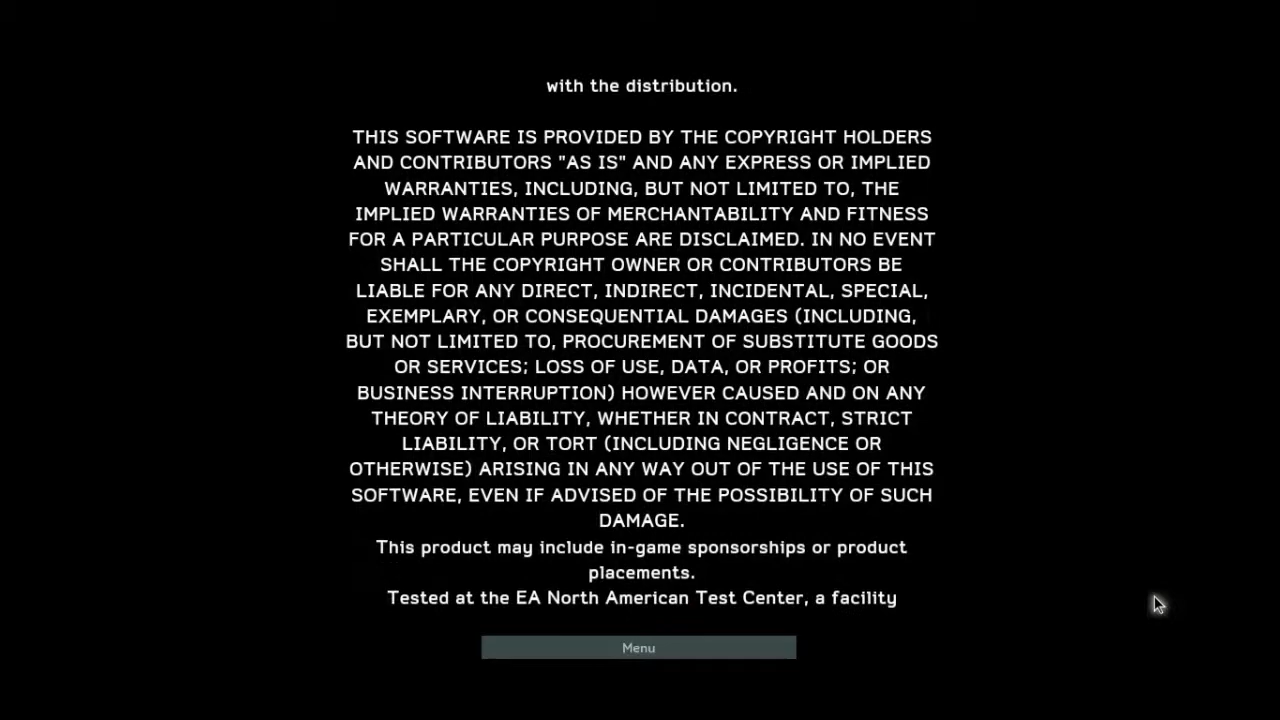 with the distribution.
THIS SOFTWARE IS PROVIDED BY THE COPYRIGHT HOLDERS
AND CONTRIBUTORS "AS IS" AND ANY EXPRESS OR IMPLIED
WARRANTIES, INCLUDING, BUT NOT LIMITED TO, THE
IMPLIED WARRANTIES OF MERCHANTABILITY AND FITNESS
FOR A PARTICULAR PURPOSE ARE DISCLAIMED. IN NO EVENT
SHALL THE COPYRIGHT OWNER OR CONTRIBUTORS BE
LIABLE FOR ANY DIRECT, INDIRECT, INCIDENTAL, SPECIAL,
EXEMPLARY, OR CONSEQUENTIAL DAMAGES (INCLUDING,
BUT NOT LIMITED TO, PROCUREMENT OF SUBSTITUTE GOODS
OR SERVICES; LOSS OF USE, DATA, OR PROFITS; OR
BUSINESS INTERRUPTION) HOWEVER CAUSED AND ON ANY
THEORY OF LIABILITY, WHETHER IN CONTRACT, STRICT
LIABILITY, OR TORT (INCLUDING NEGLIGENCE OR
OTHERWISE) ARISING IN ANY WAY OUT OF THE USE OF THIS
SOFTWARE, EVEN IF ADVISED OF THE POSSIBILITY OF SUCH
DAMAGE.
This product may include in-game sponsorships or product
placements.
Tested at the EA North American Test Center, a facility
Menu